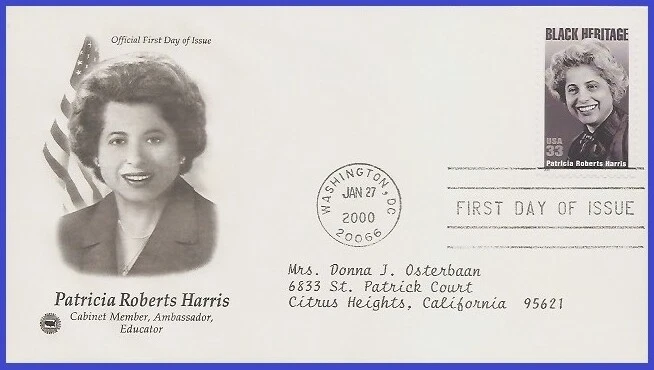 Official First Day of Issue
BLACK HERITAGE
USA
33
Patricia Roberts Harris
WASHINGTON, DC
JAN 27
2000
20066
FIRST DAY OF ISSUE
Mrs. Donna J. Osterbaan
6833 St. Patrick Court
Citrus Heights, California 95621
Patricia Roberts Harris
Cabinet Member, Ambassador,
Educator